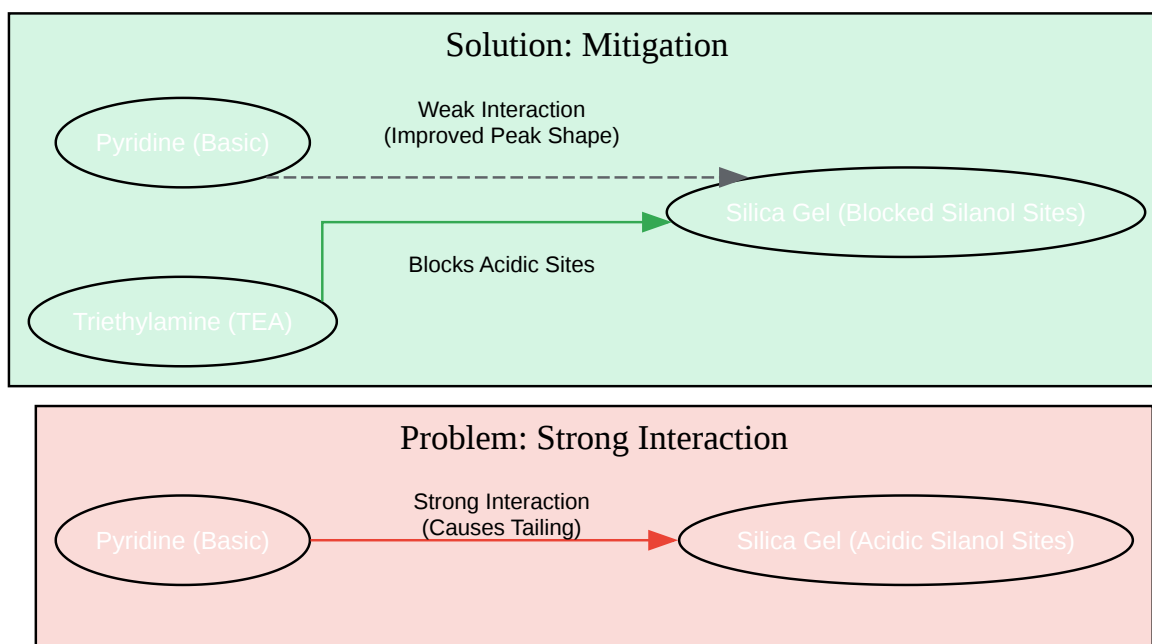 Solution: Mitigation
Pyridine (Basic)
Weak Interaction
(Improved Peak Shape)
Silica Gel (Blocked Silanol Sites)
Blocks Acidic Sites
Triethylamine (TEA)
Problem: Strong Interaction
Pyridine (Basic)
Strong Interaction
(Causes Tailing)
Silica Gel (Acidic Silanol Sites)